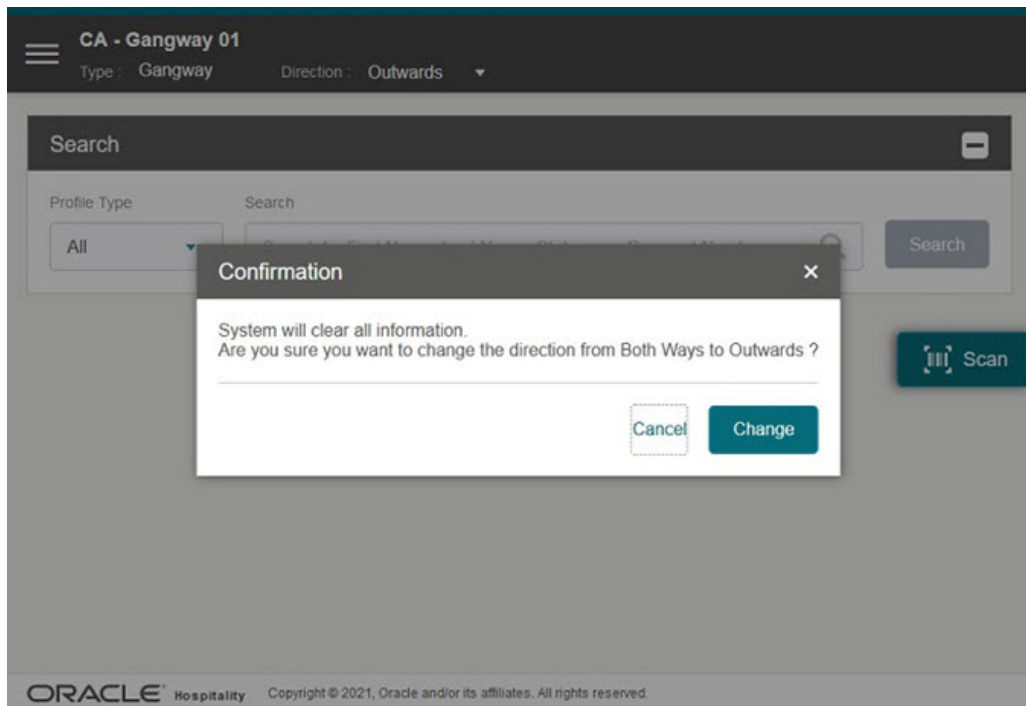 CA - Gangway 01
Type : Gangway Direction : Outwards
Search
Profile Type Search
All Search
Confirmation
System will clear all information.
Are you sure you want to change the direction from Both Ways to Outwards ?
Scan
Cancel Change
ORACLE Hospitality Copyright © 2021, Oracle and/or its affiliates. All rights reserved.